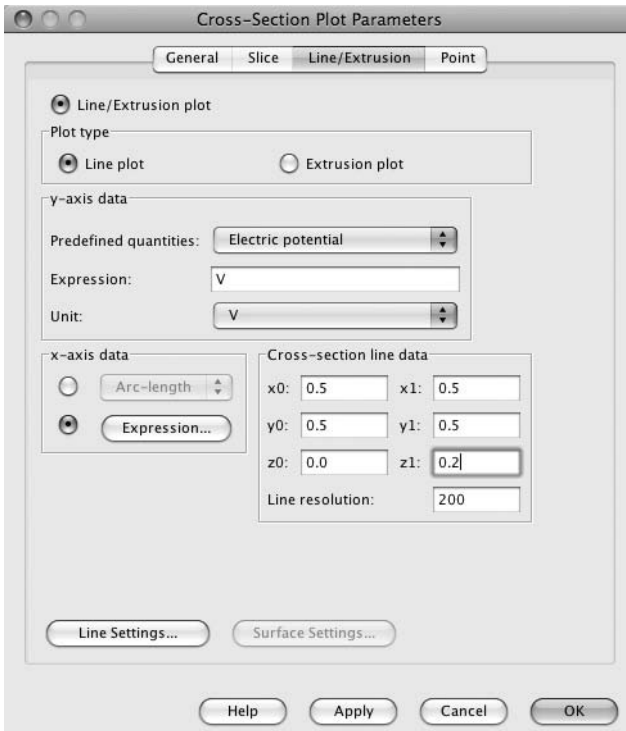 Cross-Section Plot Parameters
General Slice Line/Extrusion Point
Line/Extrusion plot
Plot type
Line plot Extrusion plot
y-axis data
Predefined quantities: Electric potential
Expression: V
Unit: V
x-axis data
Arc-length
Expression...
Cross-section line data
x0: 0.5 x1: 0.5
y0: 0.5 y1: 0.5
z0: 0.0 z1: 0.2
Line resolution: 200
Line Settings... Surface Settings...
Help Apply Cancel OK